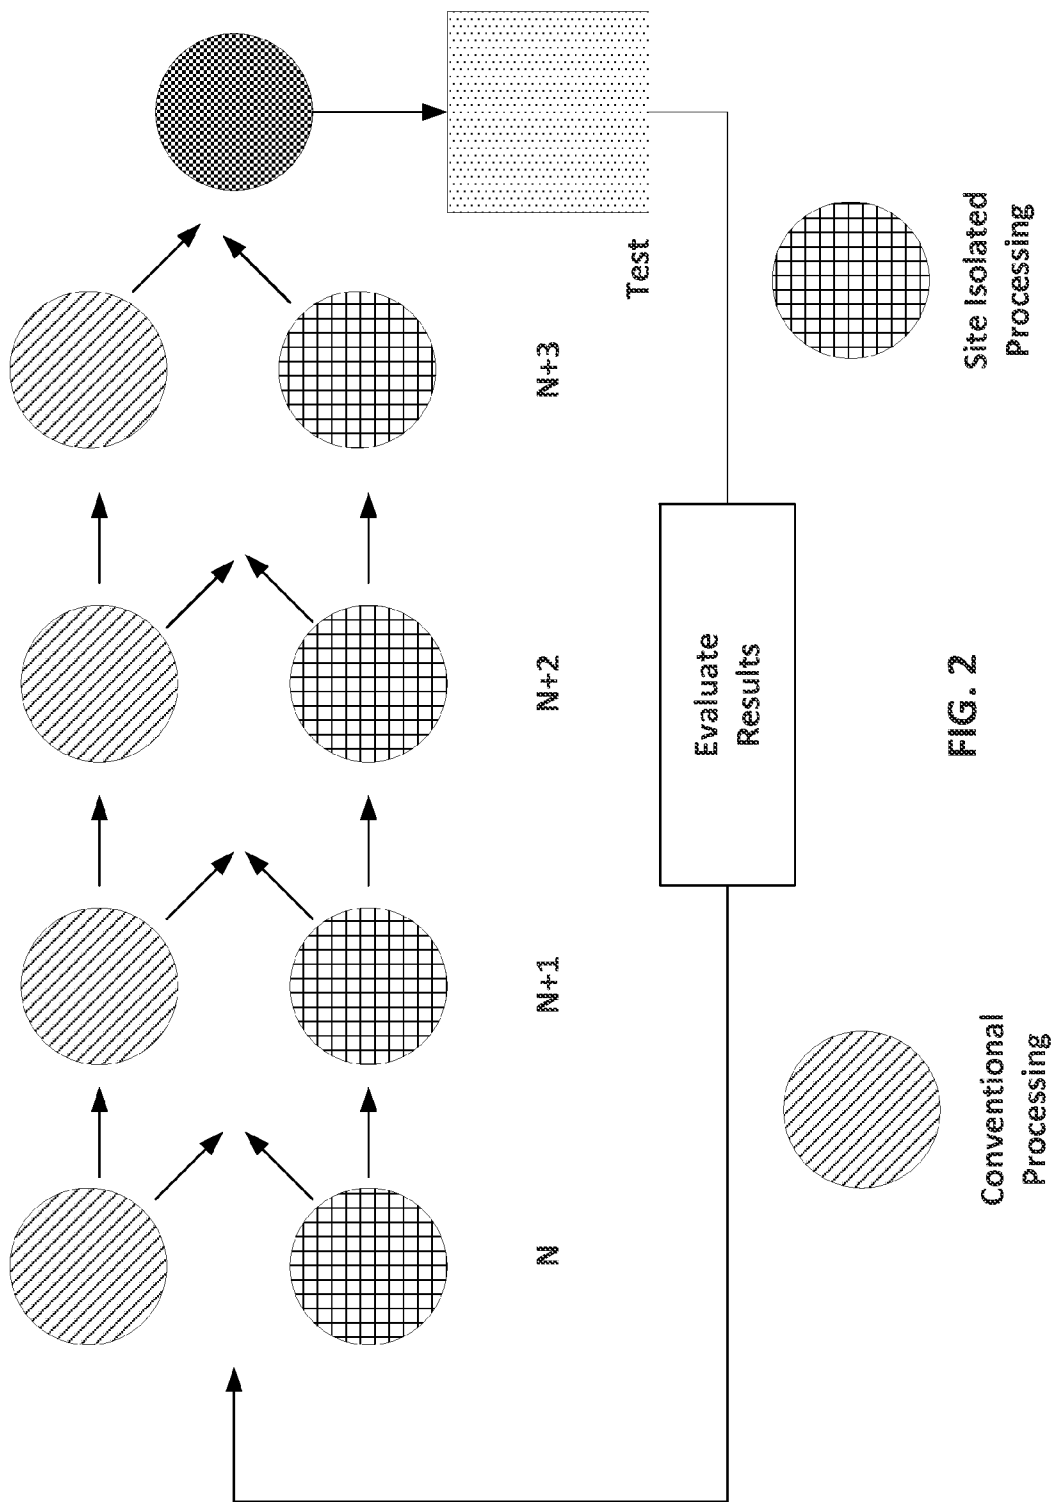 N
N+1
N+2
N+3
Test
Evaluate
Results
Conventional
Processing
Site Isolated
Processing
FIG. 2